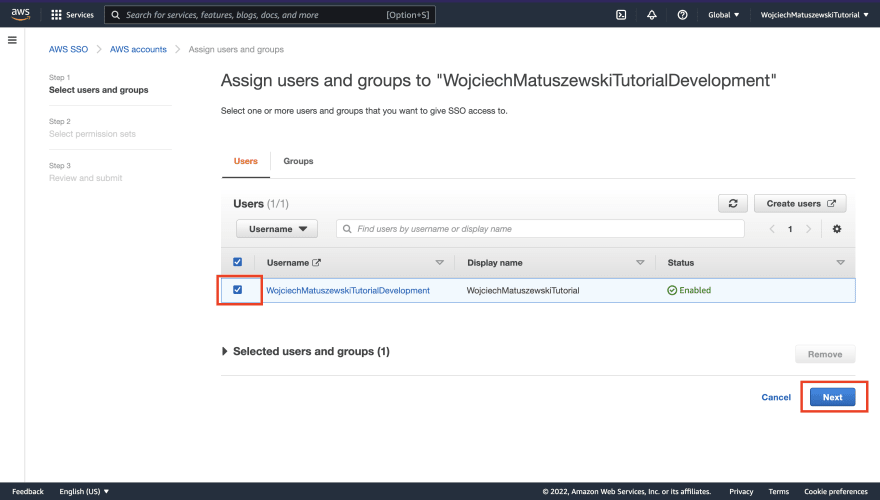 aws Services Search for services, features, blogs, docs, and more [Option+S] Global WojciechMatuszewskiTutorial
AWS SSO > AWS accounts > Assign users and groups
Step 1
Select users and groups
Step 2
Select permission sets
Step 3
Review and submit
Assign users and groups to "WojciechMatuszewskiTutorialDevelopment"
Select one or more users and groups that you want to give SSO access to.
Users Groups
Users (1/1) Create users
Username Find users by username or display name 1
Username Display name Status
WojciechMatuszewskiTutorialDevelopment WojciechMatuszewskiTutorial Enabled
Selected users and groups (1) Remove
Cancel Next
Feedback English (US) © 2022, Amazon Web Services, Inc. or its affiliates. Privacy Terms Cookie preferences